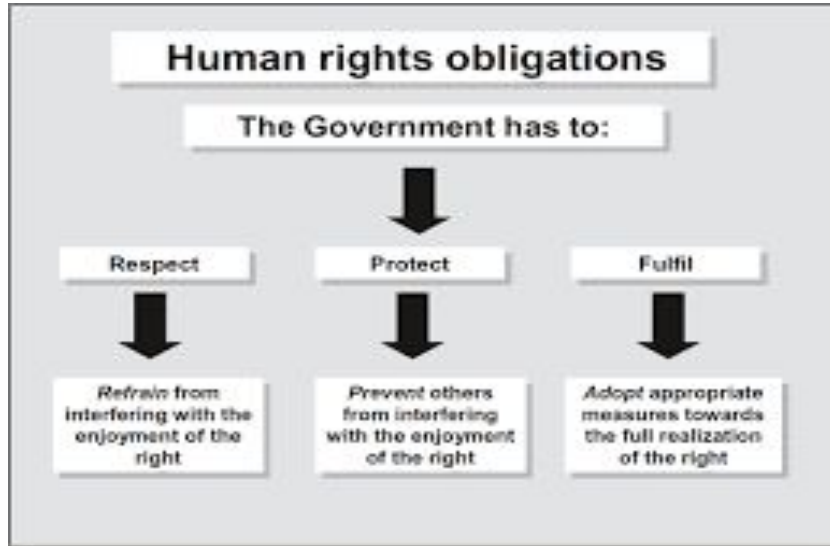 Human rights obligations
The Government has to:
Respect
Protect
Fulfil
Refrain from
interfering with the
enjoyment of the
right
Prevent others
from interfering
with the enjoyment
of the right
Adopt appropriate
measures towards
the full realization
of the right